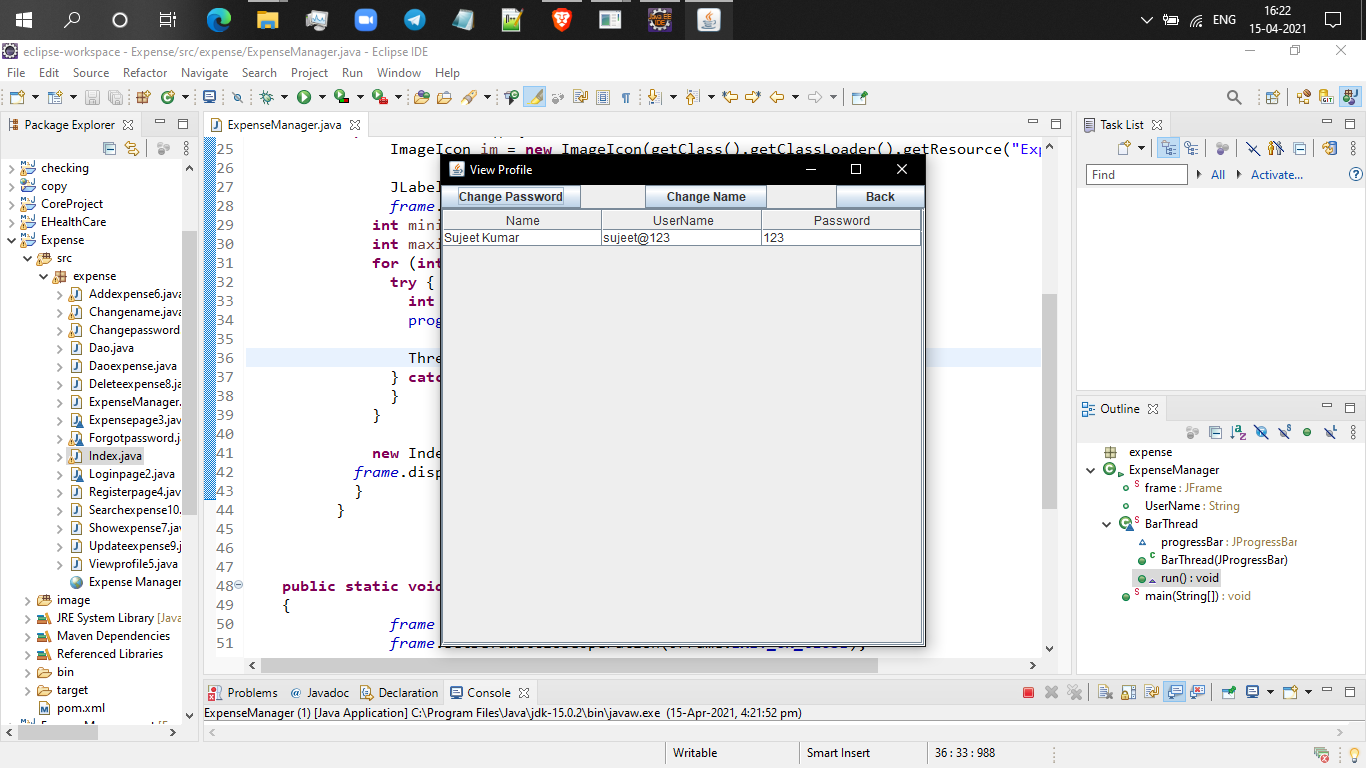 ENG
16:22
15-04-2021
eclipse-workspace - Expense/src/expense/ExpenseManager.java - Eclipse IDE
File Edit Source Refactor Navigate Search Project Run Window Help
Package Explorer
checking
copy
CoreProject
EHealthCare
Expense
src
expense
Addexpense6.java
Changename.java
Changepassword
Dao.java
Daoexpense.java
Deleteexpense8.j
ExpenseManager.
Expensepage3.jav
Forgotpassword.j
Index.java
Loginpage2.java
Registerpage4.jav
Searchexpense10.
Showexpense7.jav
Updateexpense9.j
Viewprofile5.java
Expense Manager
image
JRE System Library [Java
Maven Dependencies
Referenced Libraries
bin
target
pom.xml
ExpenseManager.java
25 ImageIcon im = new ImageIcon(getClass().getClassLoader().getResource("Exp
26
27 JLabel
28 frame.
29 int mini
30 int maxi
31 for (int
32 try {
33 int
34 prog
35
36 Thre
37 } catc
38 }
39 }
40
41 new Inde
42 frame.disp
43 }
44 }
45
46
47
48 public static void
49 {
50 frame
51
View Profile
Change Password Change Name Back
Name UserName Password
Sujeet Kumar sujeet@123 123
Task List
Find All Activate...
Outline
expense
ExpenseManager
frame : JFrame
UserName : String
BarThread
progressBar : JProgressBar
BarThread(JProgressBar)
run() : void
main(String[]) : void
Problems @ Javadoc Declaration Console
ExpenseManager (1) [Java Application] C:\Program Files\Java\jdk-15.0.2\bin\javaw.exe (15-Apr-2021, 4:21:52 pm)
Writable Smart Insert 36 : 33 : 988